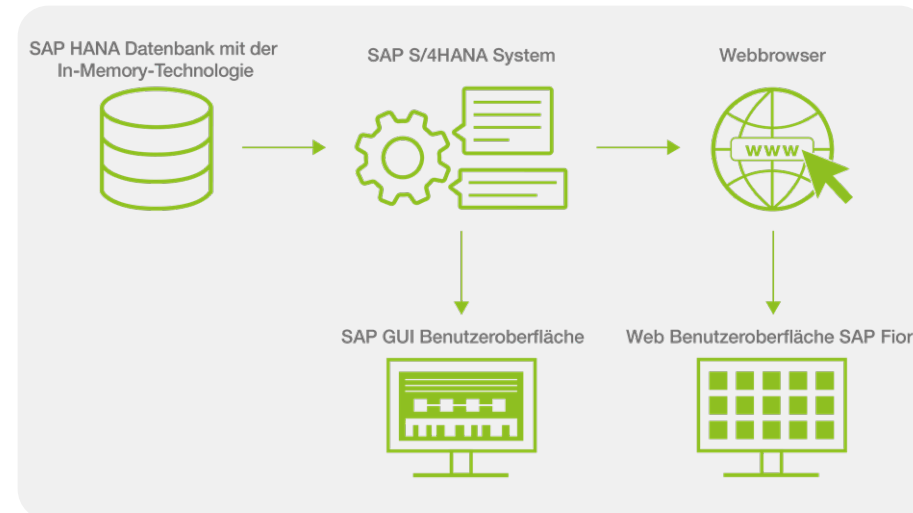 SAP HANA Datenbank mit der
In-Memory-Technologie
SAP S/4HANA System
Webbrowser
www
SAP GUI Benutzeroberfläche
Web Benutzeroberfläche SAP Fior